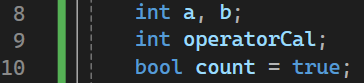 8 int a, b;
9 int operatorCal;
10 bool count = true;